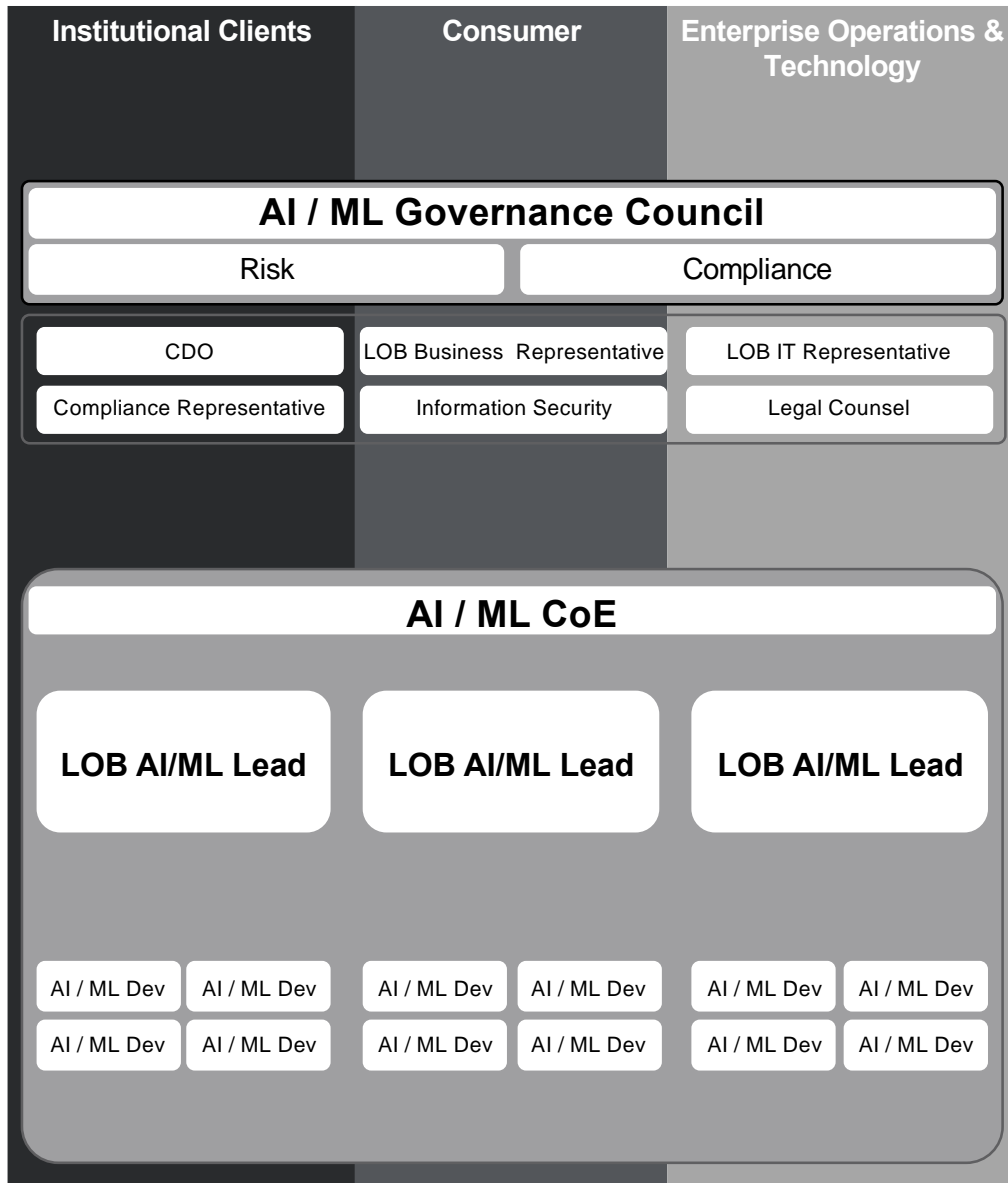 Institutional Clients
Consumer
Enterprise Operations &
Technology
AI / ML Governance Council
Risk
Compliance
CDO
LOB Business Representative
LOB IT Representative
Compliance Representative
Information Security
Legal Counsel
AI / ML CoE
LOB AI/ML Lead
LOB AI/ML Lead
LOB AI/ML Lead
AI / ML Dev
AI / ML Dev
AI / ML Dev
AI / ML Dev
AI / ML Dev
AI / ML Dev
AI / ML Dev
AI / ML Dev
AI / ML Dev
AI / ML Dev
AI / ML Dev
AI / ML Dev